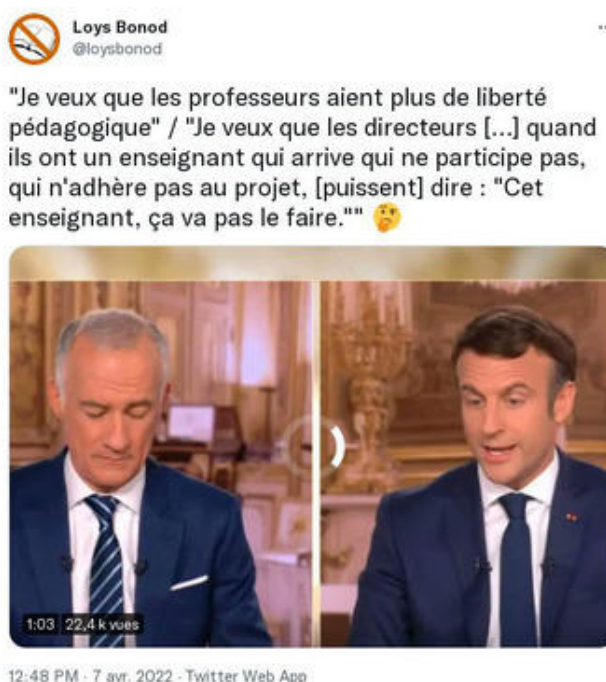 Loys Bonod
@loysbonod
"Je veux que les professeurs aient plus de liberté
pédagogique" / "Je veux que les directeurs [...] quand
ils ont un enseignant qui arrive qui ne participe pas,
qui n'adhère pas au projet, [puissent] dire : "Cet
enseignant, ça va pas le faire."" 🤔
1:03 22,4 k vues
12:48 PM · 7 avr. 2022 · Twitter Web App